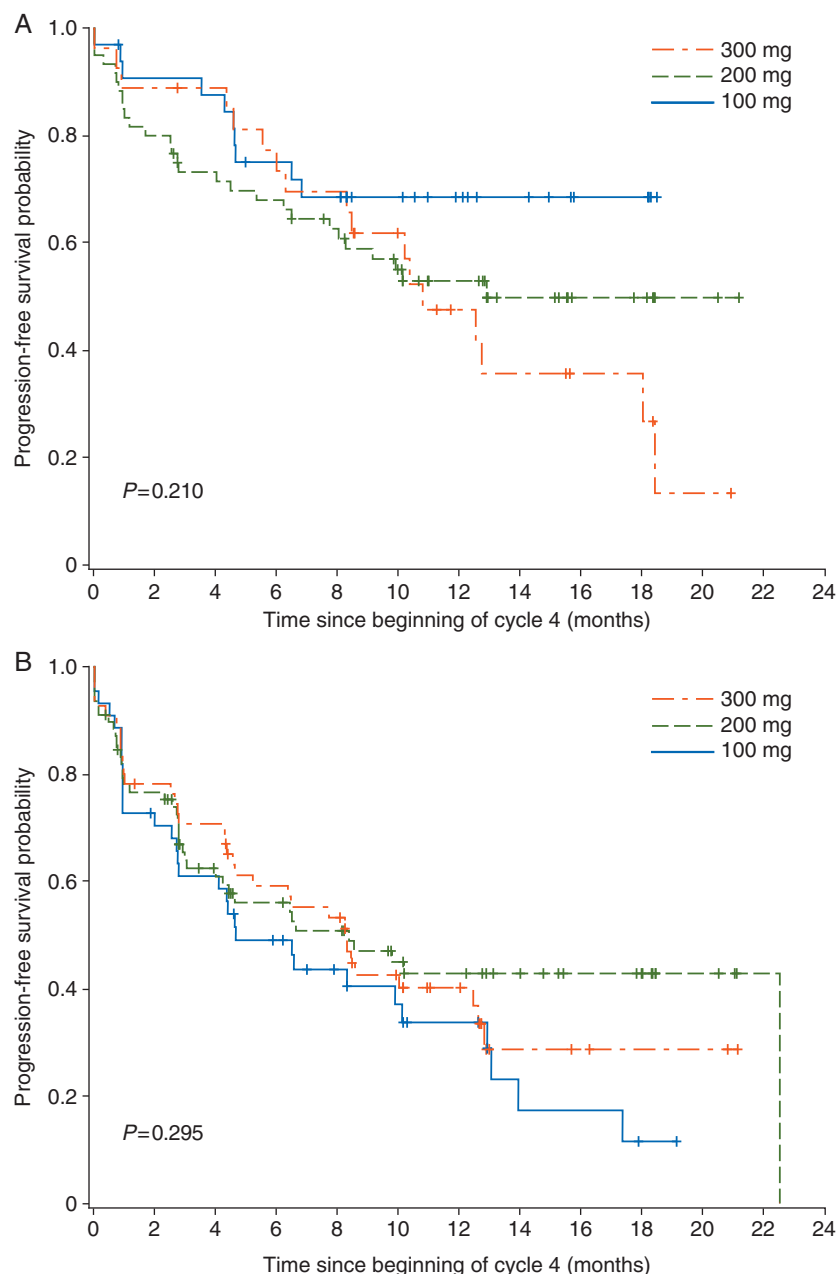 A
1.0
0.8
0.6
0.4
0.2
0
Progression-free survival probability
300 mg
200 mg
100 mg
P=0.210
0 2 4 6 8 10 12 14 16 18 20 22 24
Time since beginning of cycle 4 (months)
B
1.0
0.8
0.6
0.4
0.2
0
Progression-free survival probability
300 mg
200 mg
100 mg
P=0.295
0 2 4 6 8 10 12 14 16 18 20 22 24
Time since beginning of cycle 4 (months)